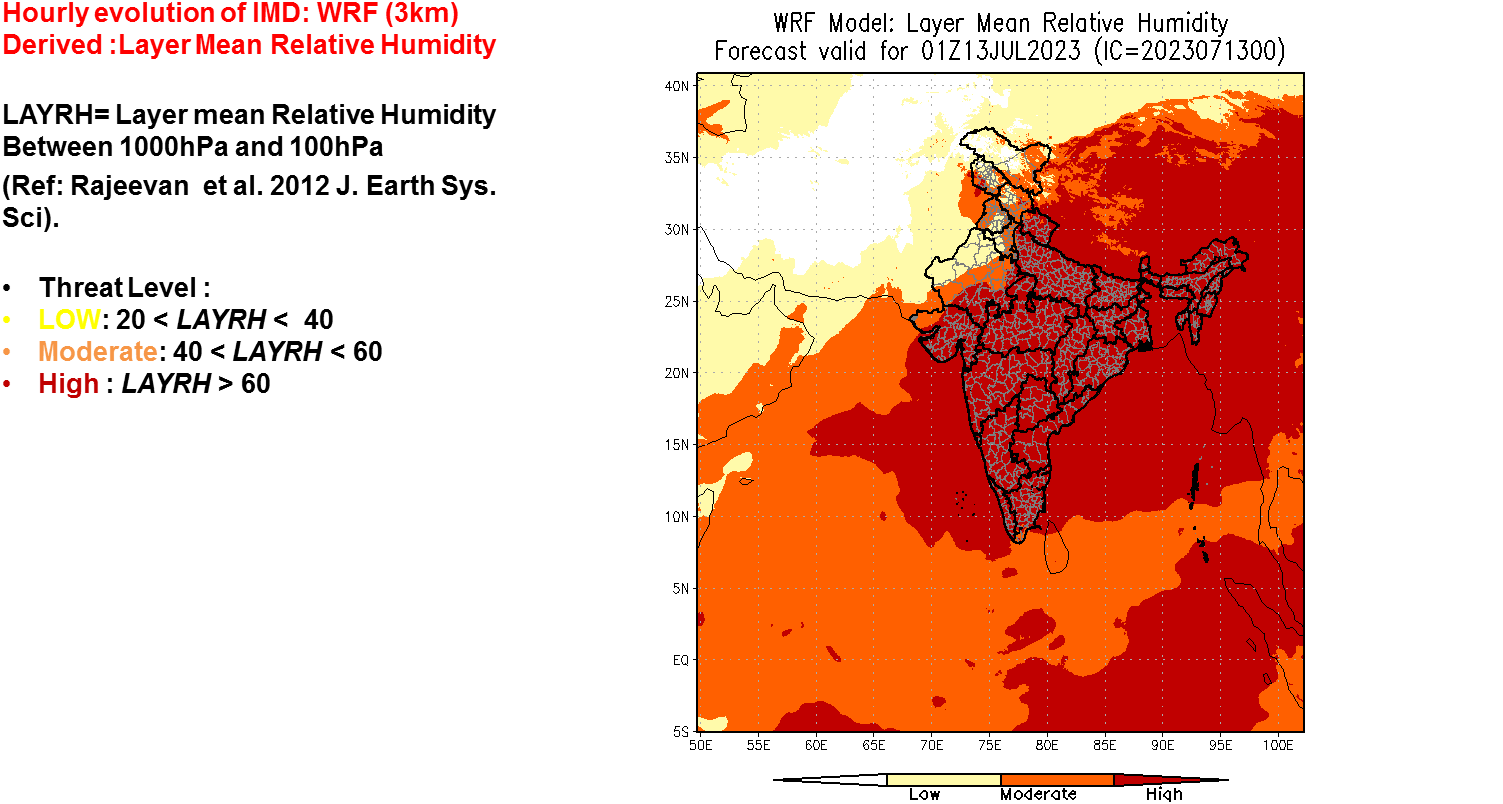 Hourly evolution of IMD: WRF (3km)
Derived :Layer Mean Relative Humidity
LAYRH= Layer mean Relative Humidity
Between 1000hPa and 100hPa
(Ref: Rajeevan et al. 2012 J. Earth Sys.
Sci).
• Threat Level :
• LOW: 20 < LAYRH < 40
• Moderate: 40 < LAYRH < 60
• High : LAYRH > 60
WRF Model: Layer Mean Relative Humidity
Forecast valid for 01Z13JUL2023 (IC=2023071300)
40N
35N
30N
25N
20N
15N
10N
5N
EQ
5S
50E 55E 60E 65E 70E 75E 80E 85E 90E 95E 100E
Low Moderate High